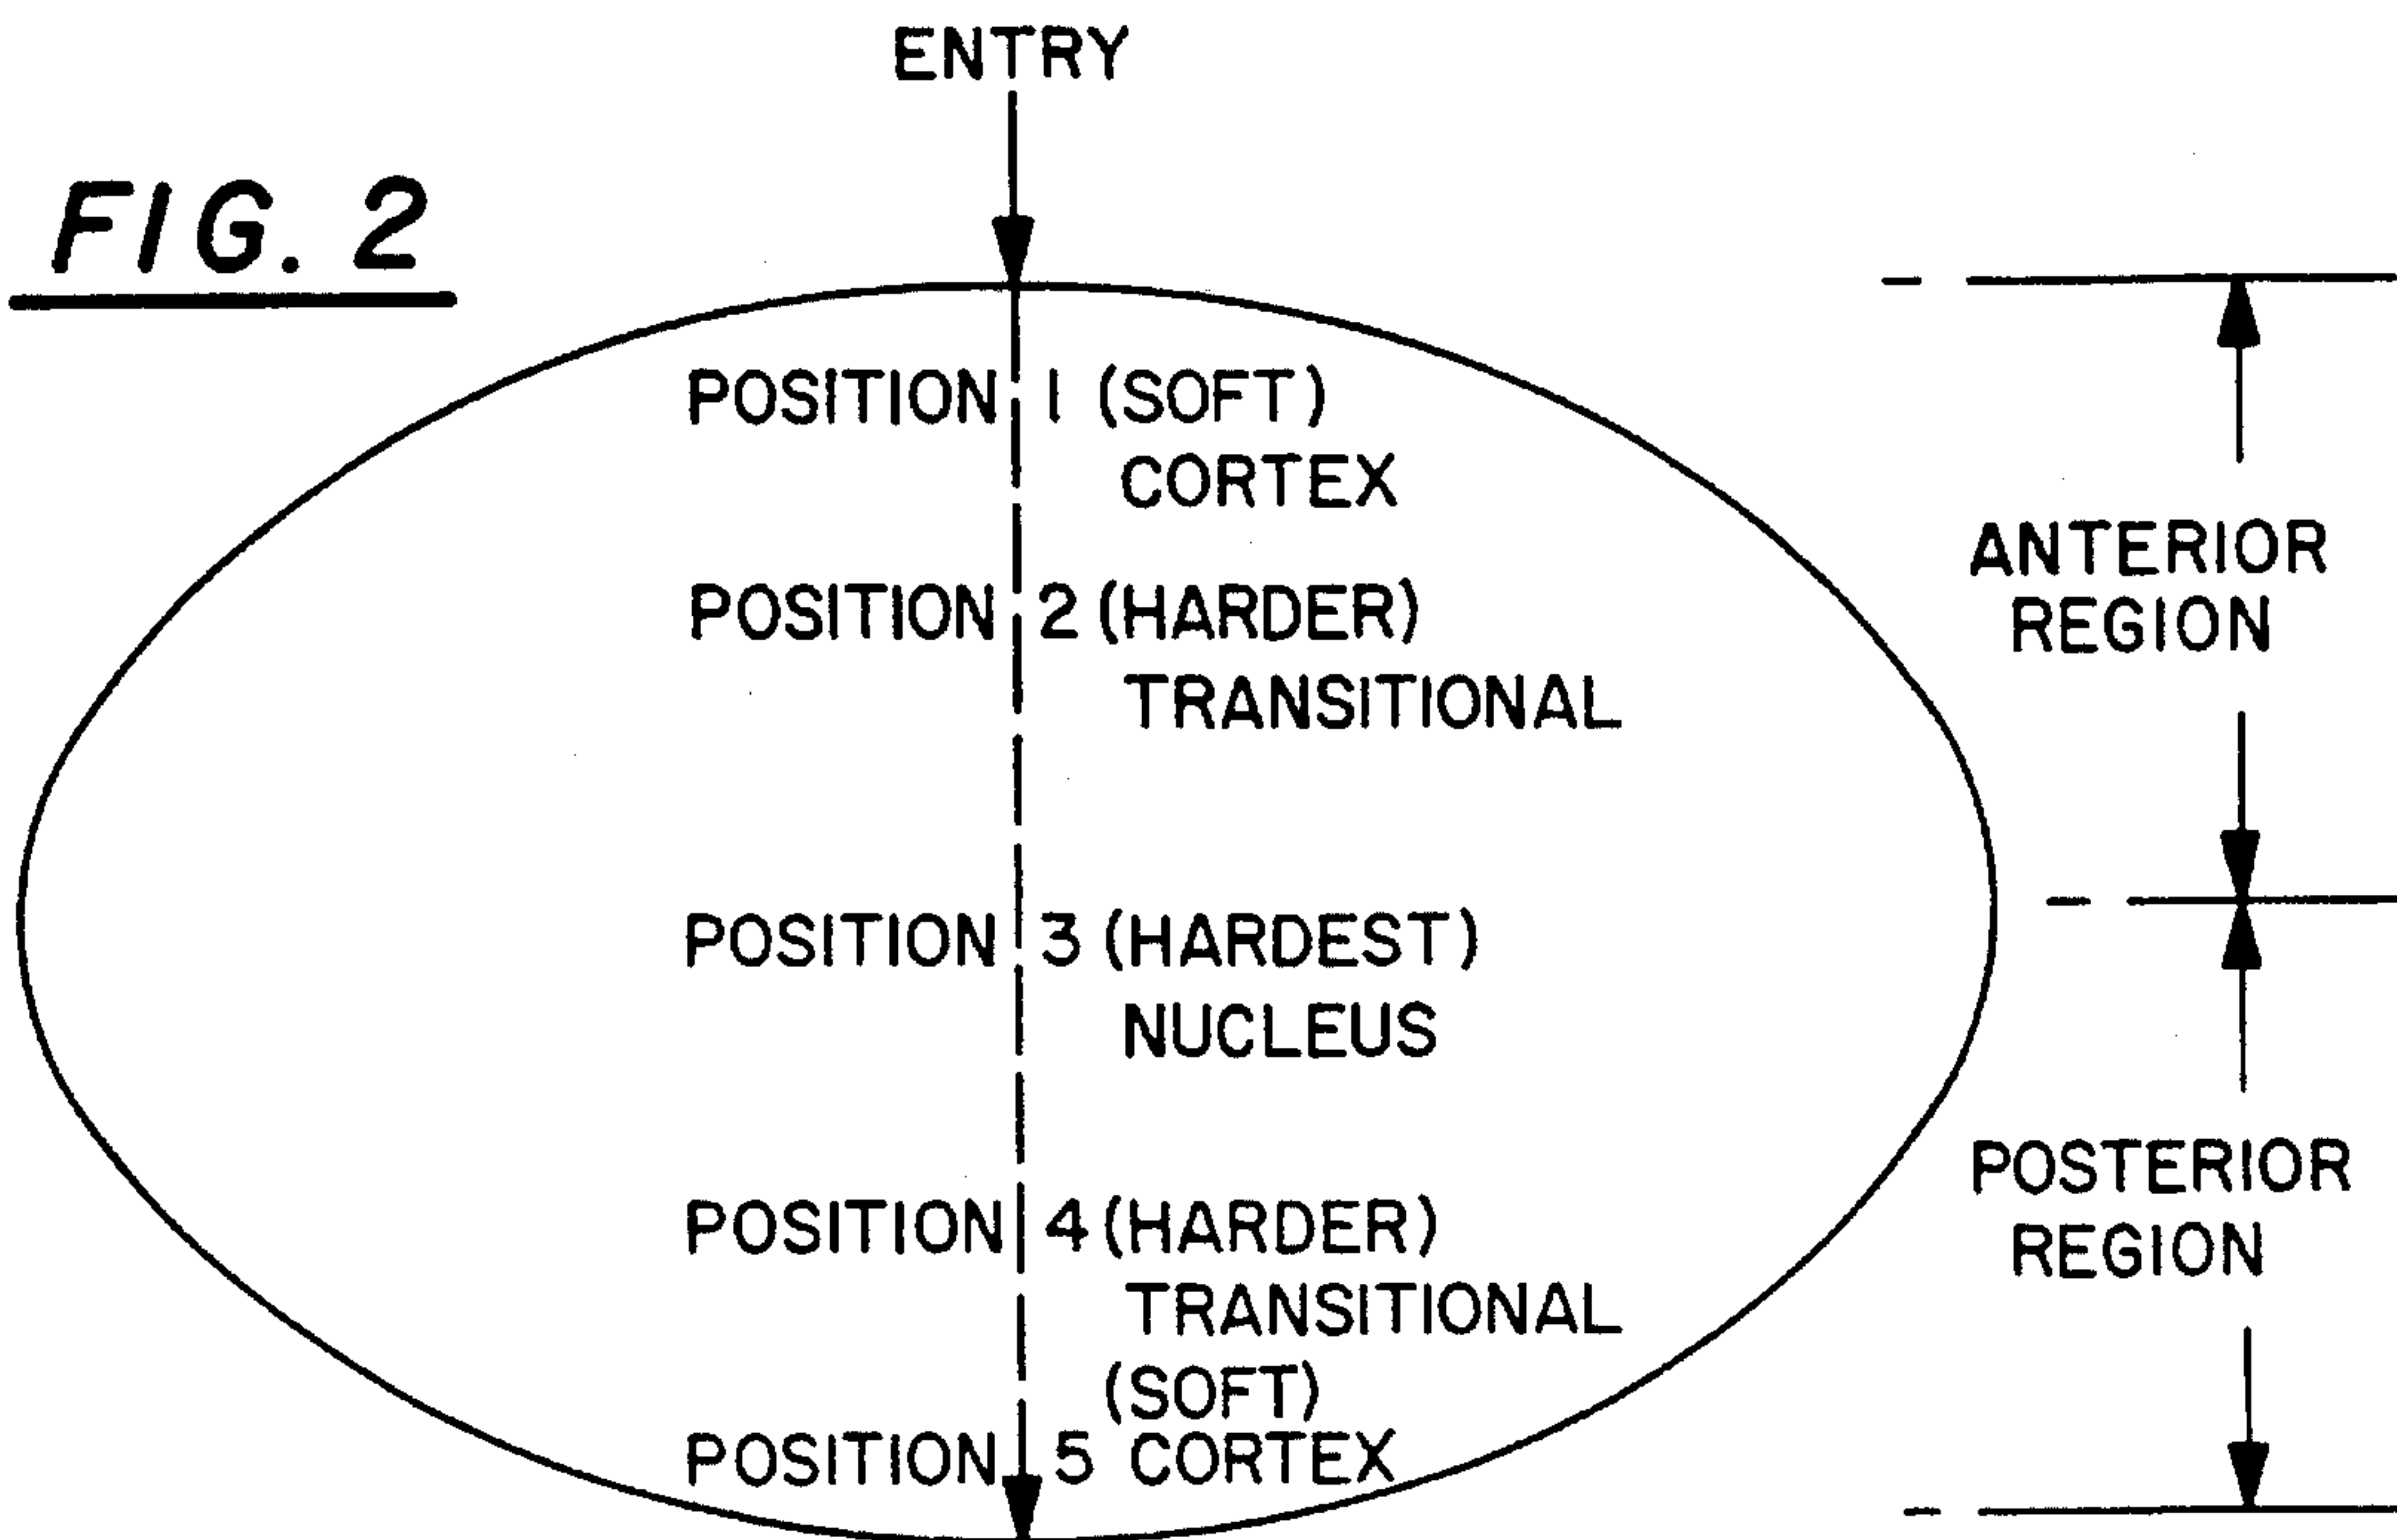 ENTRY
FIG. 2
POSITION 1 (SOFT)
CORTEX
POSITION 2 (HARDER)
TRANSITIONAL
ANTERIOR
REGION
POSITION 3 (HARDEST)
NUCLEUS
POSITION 4 (HARDER)
TRANSITIONAL
(SOFT)
POSITION 5 CORTEX
POSTERIOR
REGION